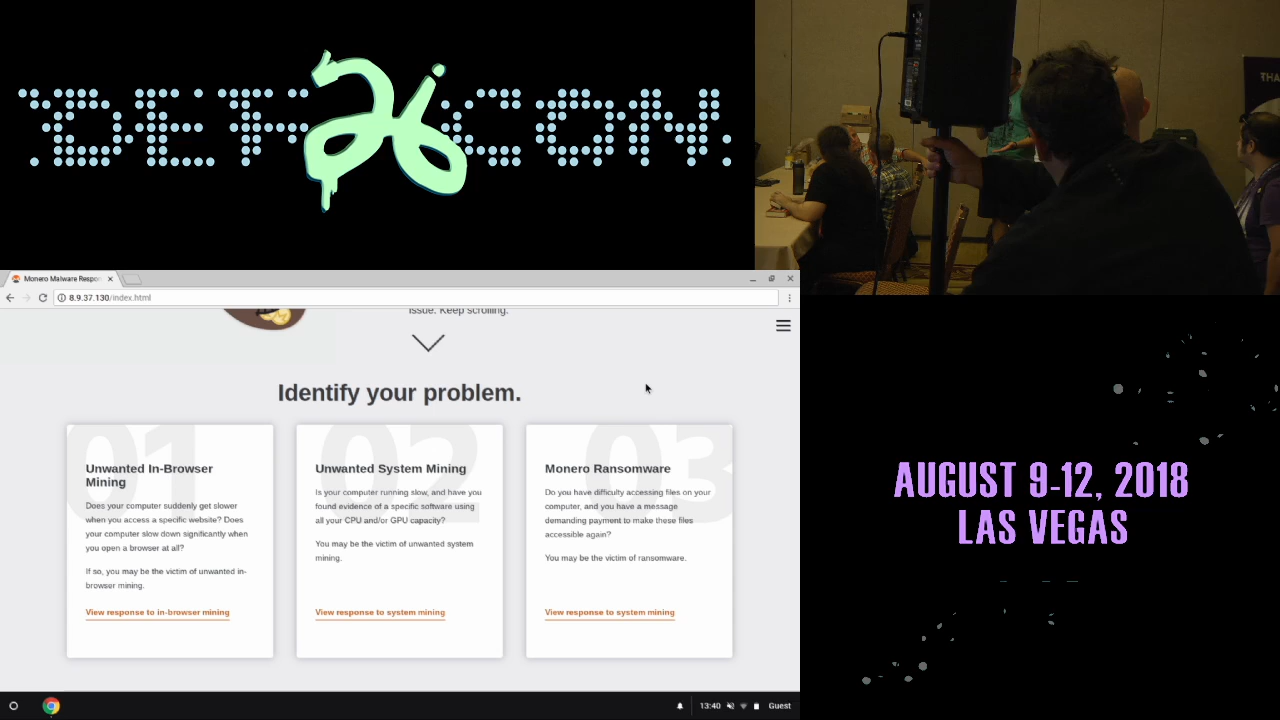 DEF 26 CON
THA
Monero Malware Respo
8.9.37.130/index.html
issue. Keep scrolling.
Identify your problem.
01
Unwanted In-Browser
Mining
Does your computer suddenly get slower
when you access a specific website? Does
your computer slow down significantly when
you open a browser at all?
If so, you may be the victim of unwanted in-
browser mining.
View response to in-browser mining
02
Unwanted System Mining
Is your computer running slow, and have you
found evidence of a specific software using
all your CPU and/or GPU capacity?
You may be the victim of unwanted system
mining.
View response to system mining
03
Monero Ransomware
Do you have difficulty accessing files on your
computer, and you have a message
demanding payment to make these files
accessible again?
You may be the victim of ransomware.
View response to system mining
AUGUST 9-12, 2018
LAS VEGAS
13:40
Guest